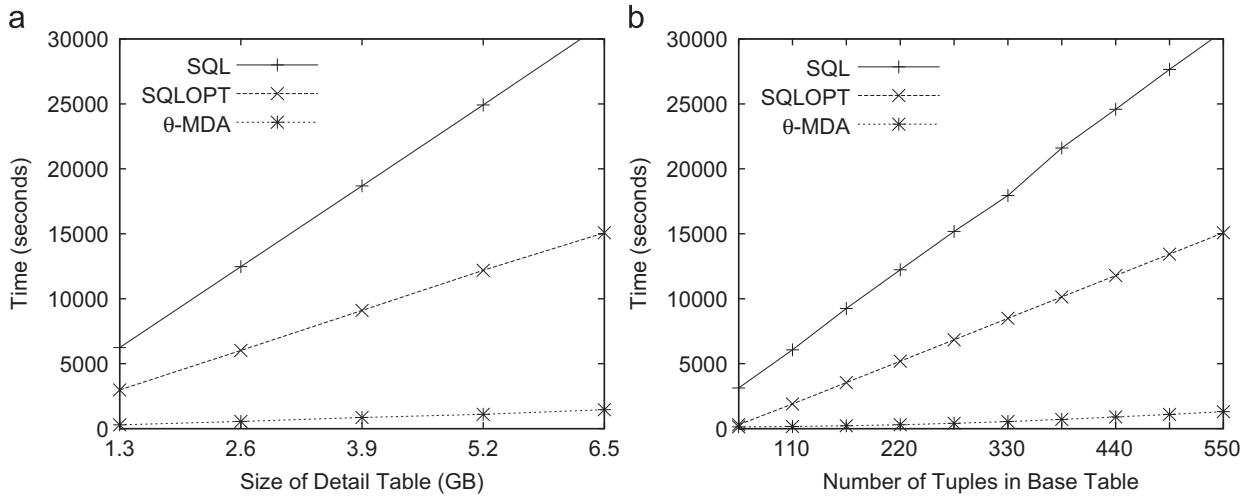 a
30000
25000
20000
15000
10000
5000
0
Time (seconds)
SQL
SQLOPT
θ-MDA
1.3 2.6 3.9 5.2 6.5
Size of Detail Table (GB)
b
30000
25000
20000
15000
10000
5000
0
Time (seconds)
SQL
SQLOPT
θ-MDA
110 220 330 440 550
Number of Tuples in Base Table